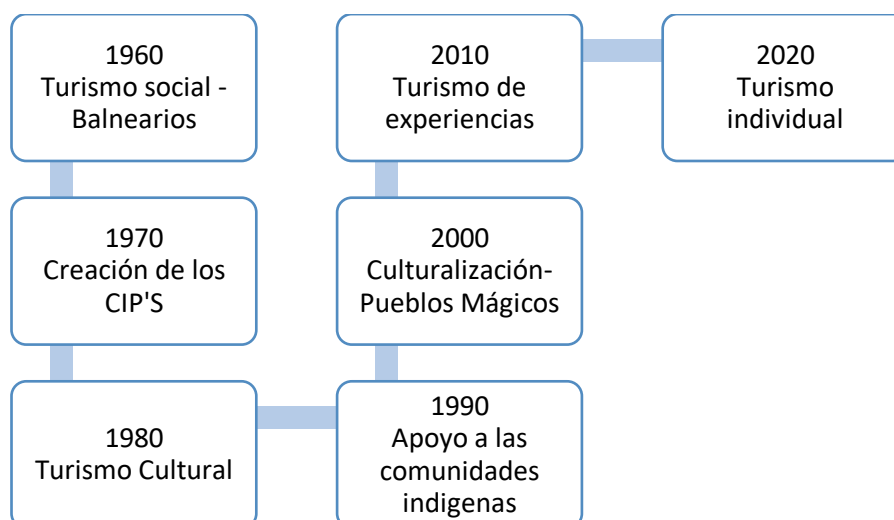 1960
Turismo social -
Balnearios
1970
Creación de los
CIP'S
1980
Turismo Cultural
1990
Apoyo a las
comunidades
indigenas
2000
Culturalización-
Pueblos Mágicos
2010
Turismo de
experiencias
2020
Turismo
individual